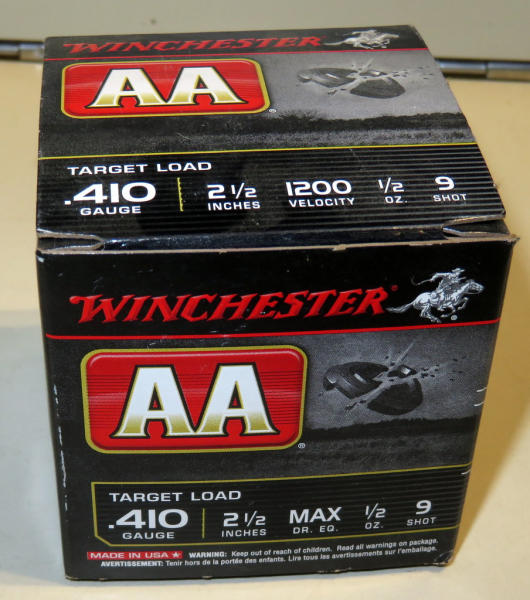 WINCHESTER
AA
TARGET LOAD
.410 GAUGE 2 1/2 INCHES 1200 VELOCITY 1/2 OZ. 9 SHOT
WINCHESTER
AA
TARGET LOAD
.410 GAUGE 2 1/2 INCHES MAX DR. EQ. 1/2 OZ. 9 SHOT
MADE IN USA ★ WARNING: Keep out of reach of children. Read all warnings on package.
AVERTISSEMENT: Tenir hors de la portée des enfants. Lire tous les avertissements sur l'emballage.